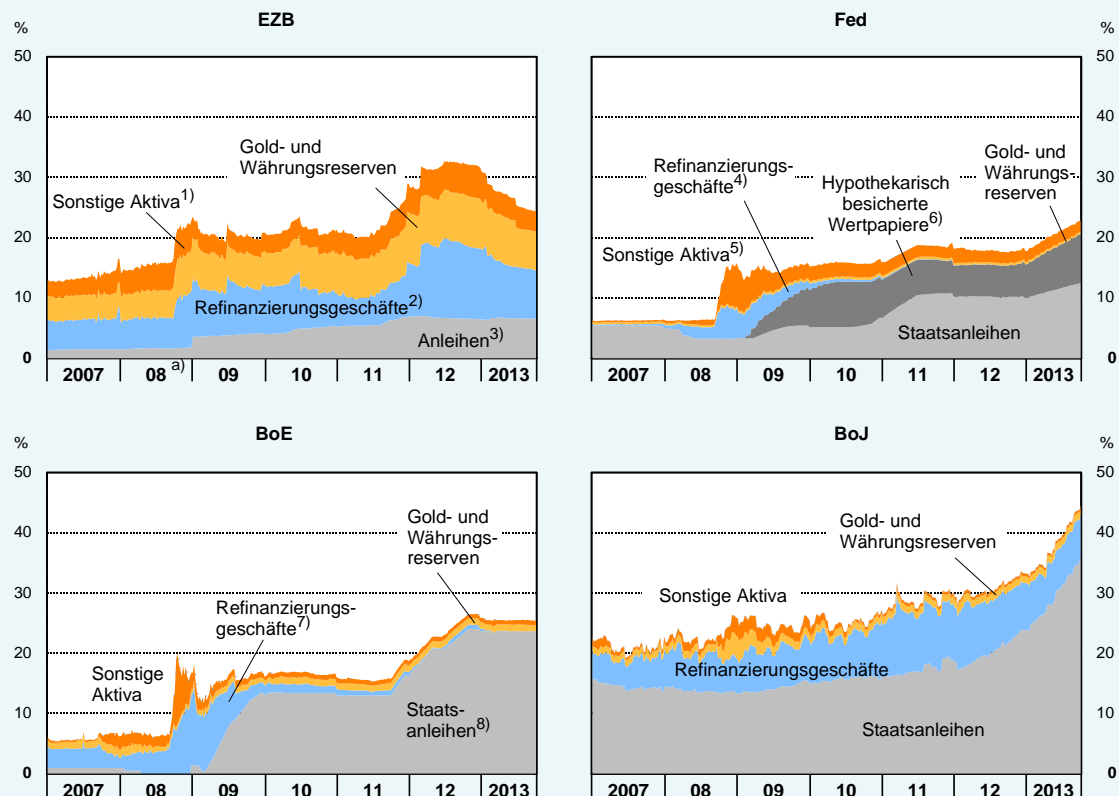 EZB
%
50
40
30
20
10
0
Gold- und
Währungsreserven
Sonstige Aktiva1)
Refinanzierungsgeschäfte2)
Anleihen3)
a)
2007 08 09 10 11 12 2013
Fed
%
50
40
30
20
10
0
Refinanzierungs-
geschäfte4)
Gold- und
Währungs-
reserven
Hypothekarisch
besicherte
Wertpapiere6)
Sonstige Aktiva5)
Staatsanleihen
2007 08 09 10 11 12 2013
BoE
%
50
40
30
20
10
0
Gold- und
Währungs-
reserven
Refinanzierungs-
geschäfte7)
Sonstige
Aktiva
Staats-
anleihen8)
2007 08 09 10 11 12 2013
BoJ
%
50
40
30
20
10
0
Gold- und
Währungsreserven
Sonstige Aktiva
Refinanzierungsgeschäfte
Staatsanleihen
2007 08 09 10 11 12 2013